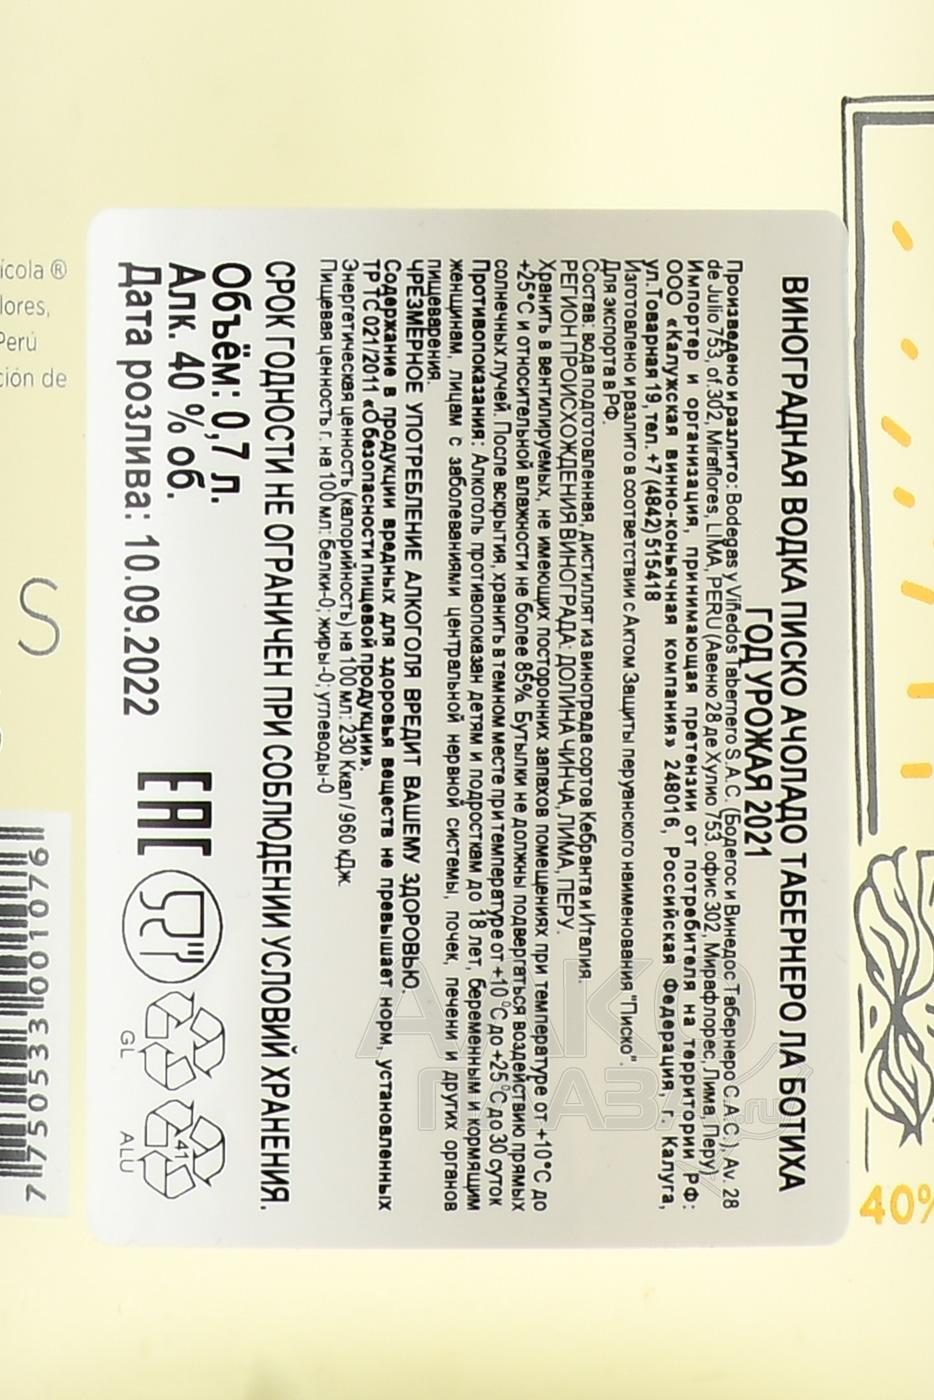 ВИНОГРАДНАЯ ВОДКА ПИСКО АЧОЛАДО ТАБЕРНЕРО ЛА БОТИХА
ГОД УРОЖАЯ 2021
Произведено и разлито: Bodegas y Viñedos Tabernero S.A.C. (Бодегос и Винедос Табернеро С.А.С.), Av. 28
de Julio 753, of.302, Miraflores, LIMA, PERU (Авеню 28 де Хулио 753. офис 302, Мирафлорес, Лима, Перу)
Импортер и организация, принимающая претензии от потребителя на территории РФ:
ООО «Калужская винно-коньячная компания» 248016, Российская Федерация, г. Калуга,
ул.Товарная 19, тел. +7 (4842) 515418
Изготовлено и разлито в соответствии с Актом Защиты перуанского наименования "Писко".
Для экспорта в РФ.
Состав: вода подготовленная, дистиллят из винограда сортов Кебранта и Италия.
РЕГИОН ПРОИСХОЖДЕНИЯ ВИНОГРАДА: ДОЛИНА ЧИНЧА, ЛИМА, ПЕРУ.
Хранить в вентилируемых, не имеющих посторонних запахов помещениях при температуре от +10°С до
+25°С и относительной влажности не более 85%. Бутылки не должны подвергаться воздействию прямых
солнечных лучей. После вскрытия, хранить в темном месте при температуре от +10 °С до +25 °С до 30 суток
Противопоказания: Алкоголь противопоказан детям и подросткам до 18 лет, беременным и кормящим
женщинам, лицам с заболеваниями центральной нервной системы, почек, печени и других органов
пищеварения.
ЧРЕЗМЕРНОЕ УПОТРЕБЛЕНИЕ АЛКОГОЛЯ ВРЕДИТ ВАШЕМУ ЗДОРОВЬЮ.
Содержание в продукции вредных для здоровья веществ не превышает норм, установленных
ТР ТС 021/2011 «О безопасности пищевой продукции».
Энергетическая ценность (калорийность) на 100 мл: 230 Ккал / 960 кДж.
Пищевая ценность г. на 100 мл: белки-0; жиры-0; углеводы-0
СРОК ГОДНОСТИ НЕ ОГРАНИЧЕН ПРИ СОБЛЮДЕНИИ УСЛОВИЙ ХРАНЕНИЯ.
Объём: 0,7 л.
Алк. 40 % об.
Дата розлива: 10.09.2022
EAC
GL
41
ALU
ícola ®
lores,
Perú
ción de
S
7750533001076
40%
АЛКО
ГЛАЗ.ru